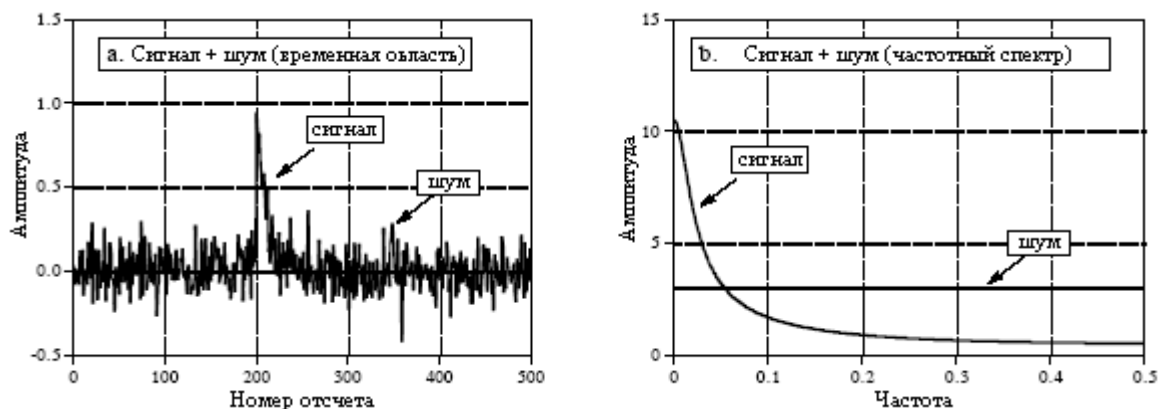 a. Сигнал + шум (временная оьласть)
1.5
1.0
0.5
0.0
-0.5
Амплитуда
сигнал
шум
0 100 200 300 400 500
Номер отсчета
b. Сигнал + шум (частотный спектр)
15
10
5
0
Амплитуда
сигнал
шум
0 0.1 0.2 0.3 0.4 0.5
Частота